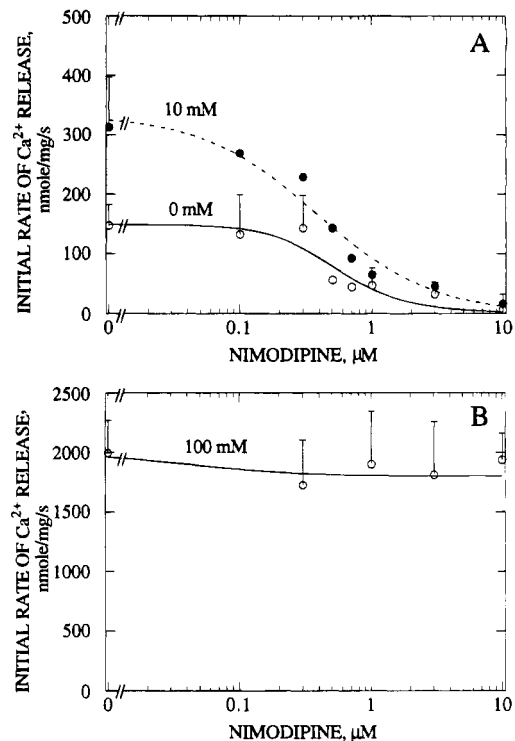 A
INITIAL RATE OF Ca²⁺ RELEASE,
nmole/mg/s
500
400
300
200
100
0
10 mM
0 mM
0
0.1
1
10
NIMODIPINE, μM
B
INITIAL RATE OF Ca²⁺ RELEASE,
nmole/mg/s
2500
2000
1500
1000
500
0
100 mM
0
0.1
1
10
NIMODIPINE, μM